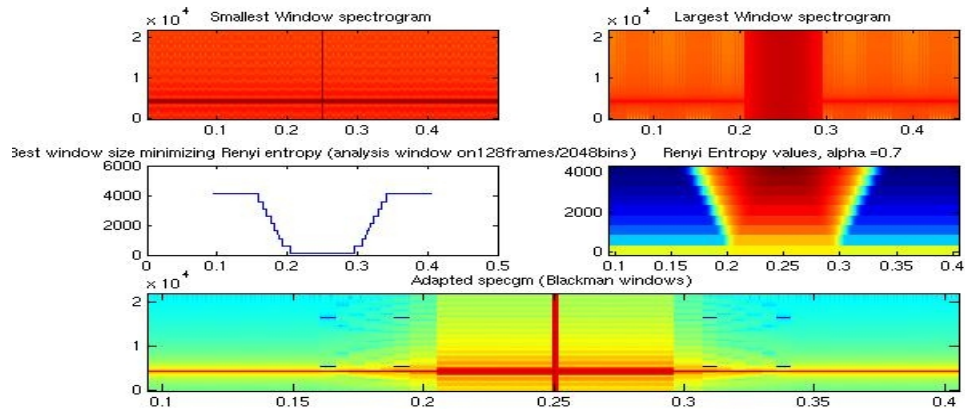 × 10⁴ Smallest Window spectrogram
2
1
0
0.1 0.2 0.3 0.4
× 10⁴ Largest Window spectrogram
2
1
0
0.1 0.2 0.3 0.4
Best window size minimizing Renyi entropy (analysis window on128frames/2048bins)
6000
4000
2000
0
0 0.1 0.2 0.3 0.4 0.5
Renyi Entropy values, alpha =0.7
4000
2000
0
0.1 0.15 0.2 0.25 0.3 0.35 0.4
× 10⁴ Adapted specgm (Blackman windows)
2
1
0
0.1 0.15 0.2 0.25 0.3 0.35 0.4